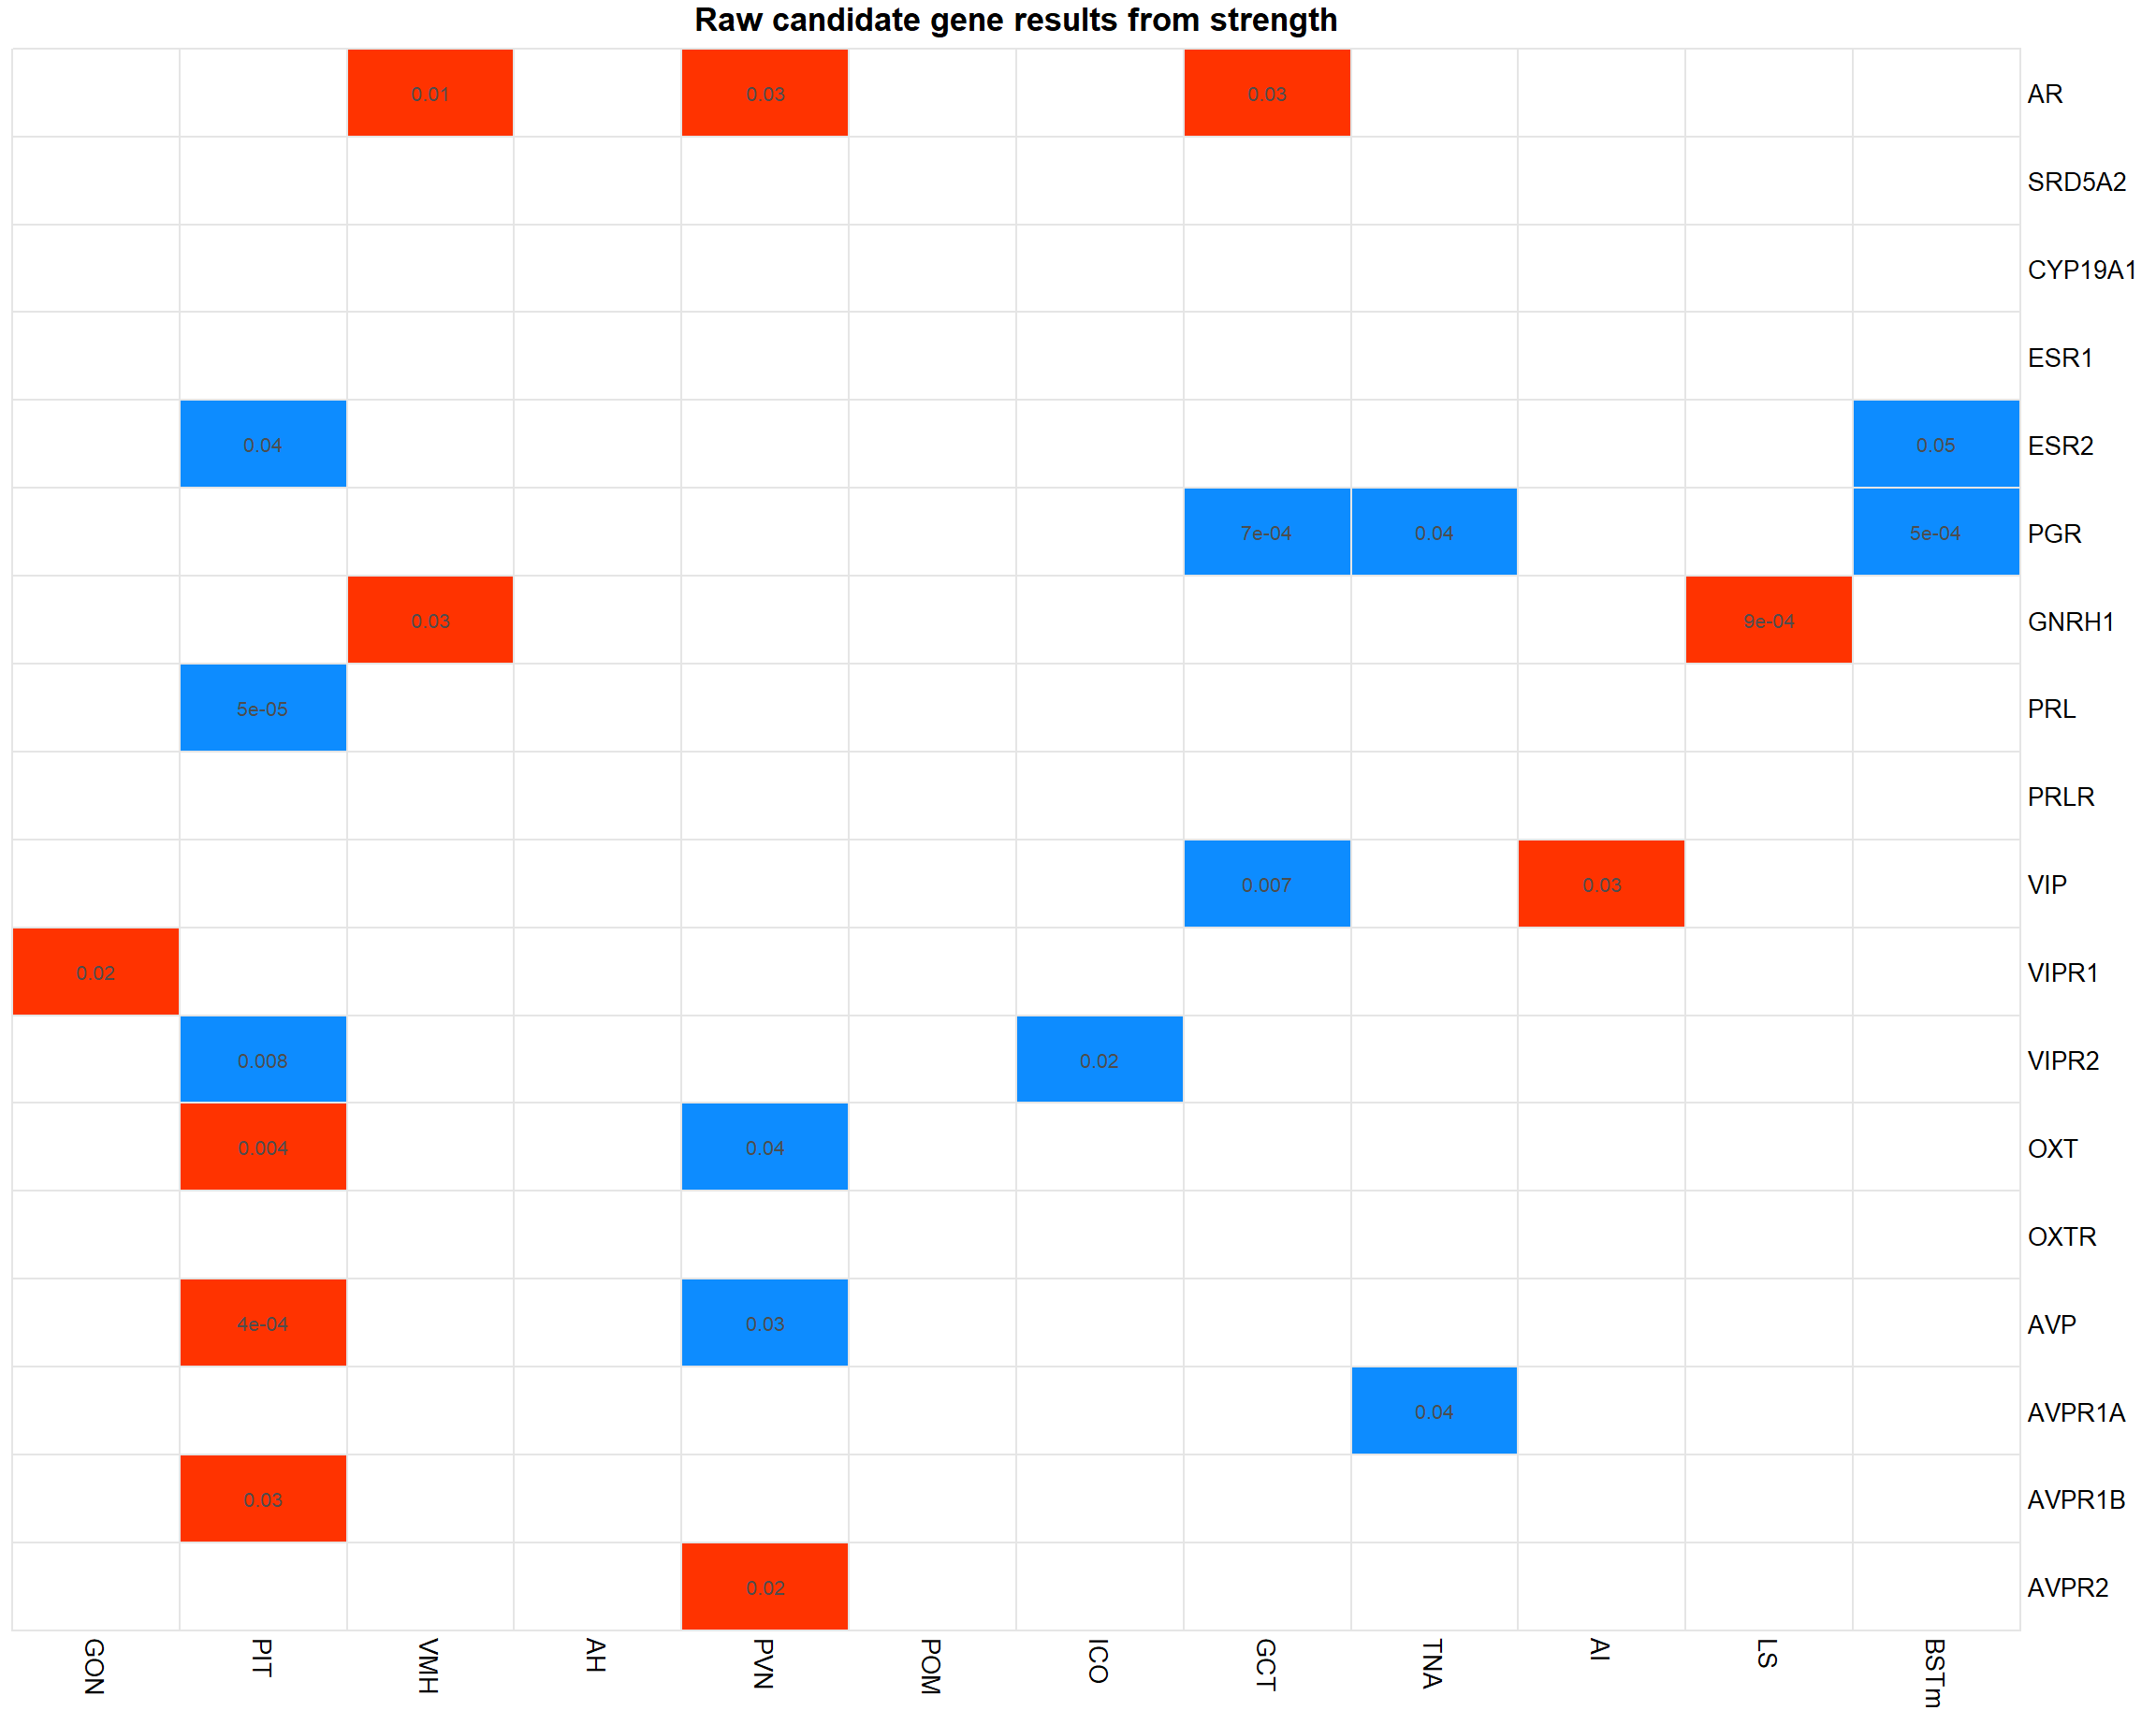 Raw candidate gene results from strength
0.01 0.03 0.03 AR
SRD5A2
CYP19A1
ESR1
0.04 0.05 ESR2
7e-04 0.04 5e-04 PGR
0.03 9e-04 GNRH1
5e-05 PRL
PRLR
0.007 0.03 VIP
0.02 VIPR1
0.008 0.02 VIPR2
0.004 0.04 OXT
OXTR
4e-04 0.03 AVP
0.04 AVPR1A
0.03 AVPR1B
0.02 AVPR2
GON PIT VMH AH PVN POM ICO GCT TNA AI LS BSTm